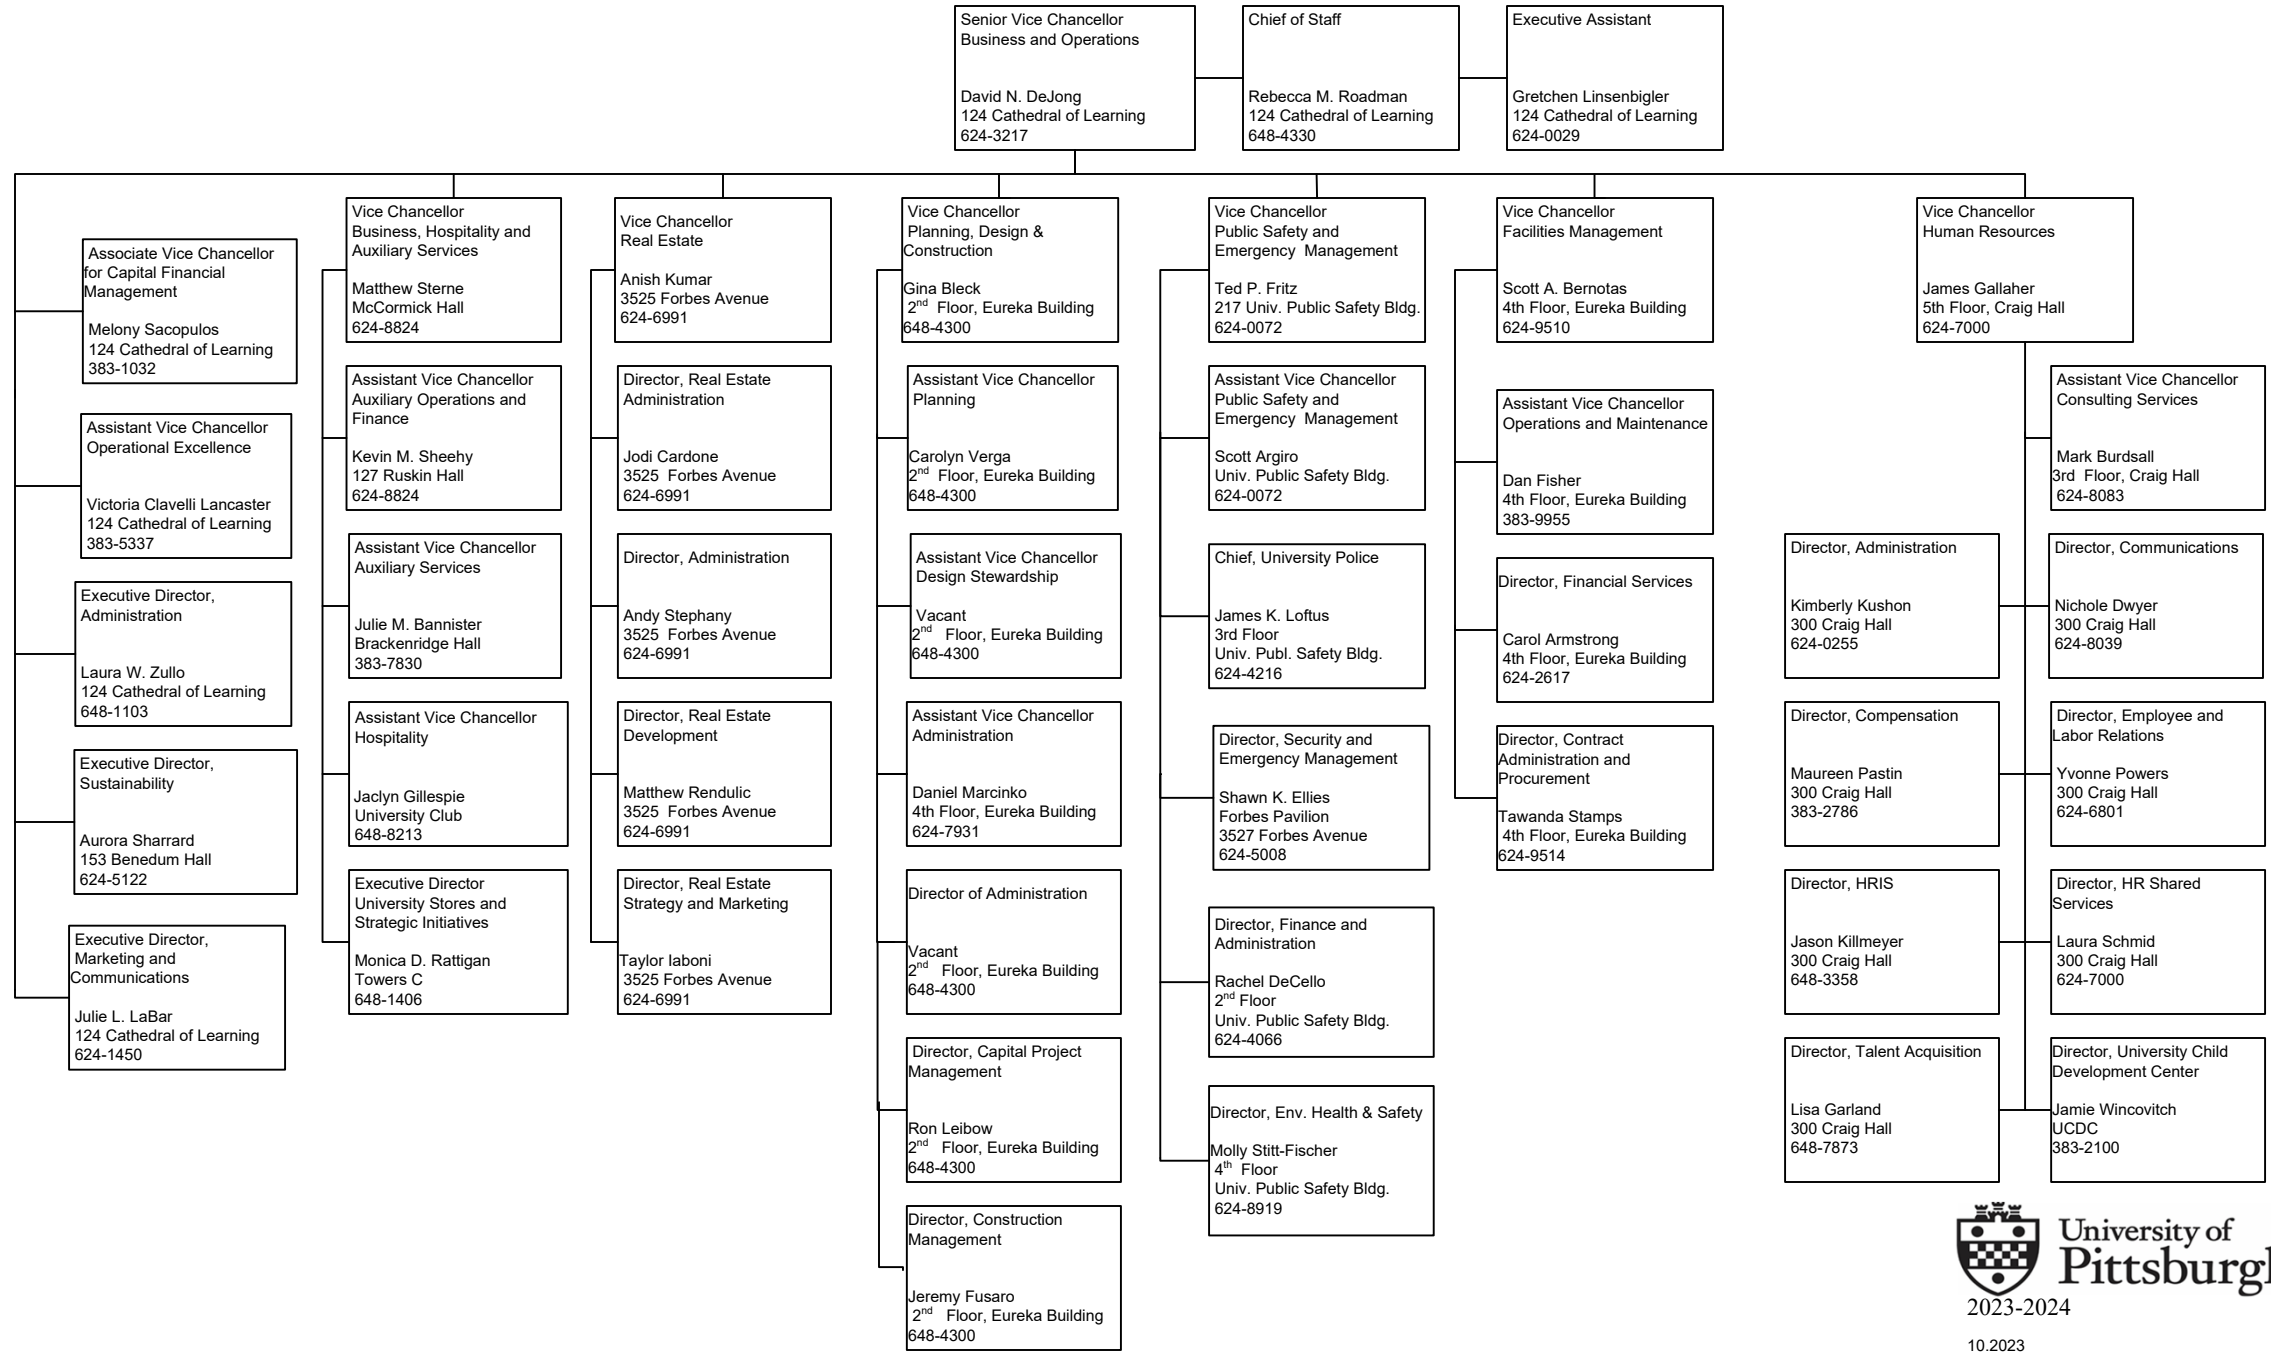 Senior Vice Chancellor
Business and Operations
David N. DeJong
124 Cathedral of Learning
624-3217
Chief of Staff
Rebecca M. Roadman
124 Cathedral of Learning
648-4330
Executive Assistant
Gretchen Linsenbigler
124 Cathedral of Learning
624-0029
Associate Vice Chancellor
for Capital Financial
Management
Melony Sacopulos
124 Cathedral of Learning
383-1032
Assistant Vice Chancellor
Operational Excellence
Victoria Clavelli Lancaster
124 Cathedral of Learning
383-5337
Executive Director,
Administration
Laura W. Zullo
124 Cathedral of Learning
648-1103
Executive Director,
Sustainability
Aurora Sharrard
153 Benedum Hall
624-5122
Executive Director,
Marketing and
Communications
Julie L. LaBar
124 Cathedral of Learning
624-1450
Vice Chancellor
Business, Hospitality and
Auxiliary Services
Matthew Sterne
McCormick Hall
624-8824
Assistant Vice Chancellor
Auxiliary Operations and
Finance
Kevin M. Sheehy
127 Ruskin Hall
624-8824
Assistant Vice Chancellor
Auxiliary Services
Julie M. Bannister
Brackenridge Hall
383-7830
Assistant Vice Chancellor
Hospitality
Jaclyn Gillespie
University Club
648-8213
Executive Director
University Stores and
Strategic Initiatives
Monica D. Rattigan
Towers C
648-1406
Vice Chancellor
Real Estate
Anish Kumar
3525 Forbes Avenue
624-6991
Director, Real Estate
Administration
Jodi Cardone
3525 Forbes Avenue
624-6991
Director, Administration
Andy Stephany
3525 Forbes Avenue
624-6991
Director, Real Estate
Development
Matthew Rendulic
3525 Forbes Avenue
624-6991
Director, Real Estate
Strategy and Marketing
Taylor Iaboni
3525 Forbes Avenue
624-6991
Vice Chancellor
Planning, Design &
Construction
Gina Bleck
2nd Floor, Eureka Building
648-4300
Assistant Vice Chancellor
Planning
Carolyn Verga
2nd Floor, Eureka Building
648-4300
Assistant Vice Chancellor
Design Stewardship
Vacant
2nd Floor, Eureka Building
648-4300
Assistant Vice Chancellor
Administration
Daniel Marcinko
4th Floor, Eureka Building
624-7931
Director of Administration
Vacant
2nd Floor, Eureka Building
648-4300
Director, Capital Project
Management
Ron Leibow
2nd Floor, Eureka Building
648-4300
Director, Construction
Management
Jeremy Fusaro
2nd Floor, Eureka Building
648-4300
Vice Chancellor
Public Safety and
Emergency Management
Ted P. Fritz
217 Univ. Public Safety Bldg.
624-0072
Assistant Vice Chancellor
Public Safety and
Emergency Management
Scott Argiro
Univ. Public Safety Bldg.
624-0072
Chief, University Police
James K. Loftus
3rd Floor
Univ. Publ. Safety Bldg.
624-4216
Director, Security and
Emergency Management
Shawn K. Ellies
Forbes Pavilion
3527 Forbes Avenue
624-5008
Director, Finance and
Administration
Rachel DeCello
2nd Floor
Univ. Public Safety Bldg.
624-4066
Director, Env. Health & Safety
Molly Stitt-Fischer
4th Floor
Univ. Public Safety Bldg.
624-8919
Vice Chancellor
Facilities Management
Scott A. Bernotas
4th Floor, Eureka Building
624-9510
Assistant Vice Chancellor
Operations and Maintenance
Dan Fisher
4th Floor, Eureka Building
383-9955
Director, Financial Services
Carol Armstrong
4th Floor, Eureka Building
624-2617
Director, Contract
Administration and
Procurement
Tawanda Stamps
4th Floor, Eureka Building
624-9514
Vice Chancellor
Human Resources
James Gallaher
5th Floor, Craig Hall
624-7000
Assistant Vice Chancellor
Consulting Services
Mark Burdsall
3rd Floor, Craig Hall
624-8083
Director, Administration
Kimberly Kushon
300 Craig Hall
624-0255
Director, Communications
Nichole Dwyer
300 Craig Hall
624-8039
Director, Compensation
Maureen Pastin
300 Craig Hall
383-2786
Director, Employee and
Labor Relations
Yvonne Powers
300 Craig Hall
624-6801
Director, HRIS
Jason Killmeyer
300 Craig Hall
648-3358
Director, HR Shared
Services
Laura Schmid
300 Craig Hall
624-7000
Director, Talent Acquisition
Lisa Garland
300 Craig Hall
648-7873
Director, University Child
Development Center
Jamie Wincovitch
UCDC
383-2100
University of
Pittsburgh
2023-2024
10.2023